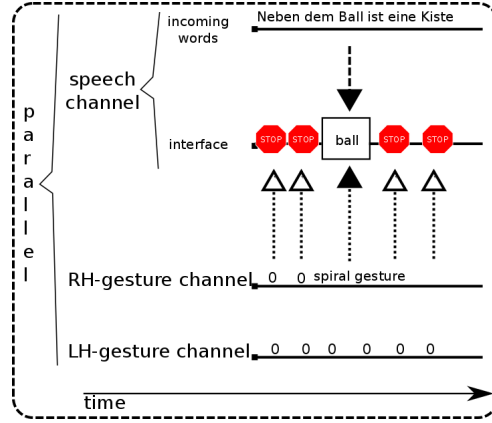 incoming
words
Neben dem Ball ist eine Kiste
speech
channel
parallel
interface
STOP STOP ball STOP STOP
RH-gesture channel
0 0 spiral gesture
LH-gesture channel
0 0 0 0 0 0
time